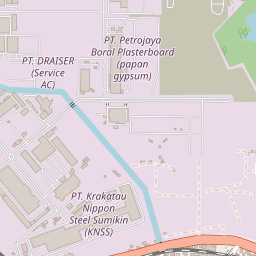 PT. Petrojaya
Boral Plasterboard
(papan
gypsum)
PT. DRAISER
(Service
AC)
PT. Krakatau
Nippon
Steel Sumikin
(KNSS)